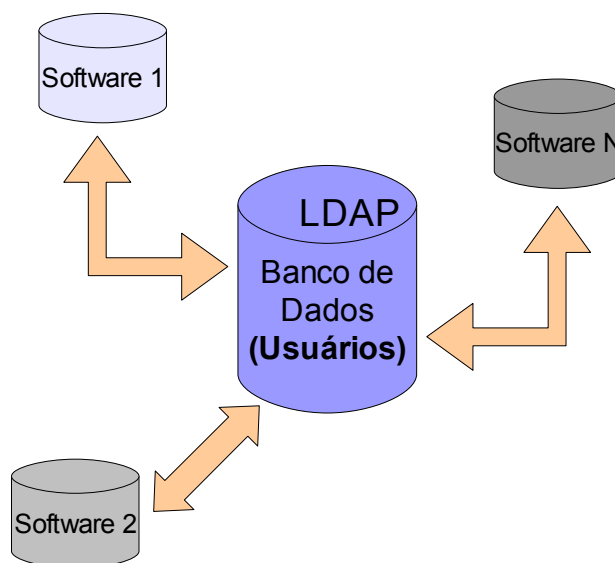 Software 1
Software N
LDAP
Banco de
Dados
(Usuários)
Software 2